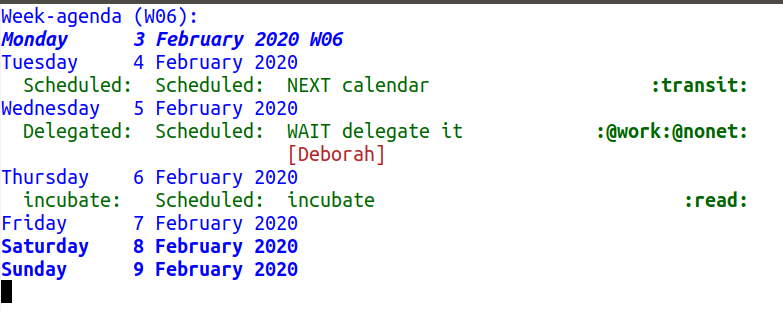 Week-agenda (W06):
Monday 3 February 2020 W06
Tuesday 4 February 2020
Scheduled: Scheduled: NEXT calendar :transit:
Wednesday 5 February 2020
Delegated: Scheduled: WAIT delegate it :@work:@nonet:
[Deborah]
Thursday 6 February 2020
incubate: Scheduled: incubate :read:
Friday 7 February 2020
Saturday 8 February 2020
Sunday 9 February 2020